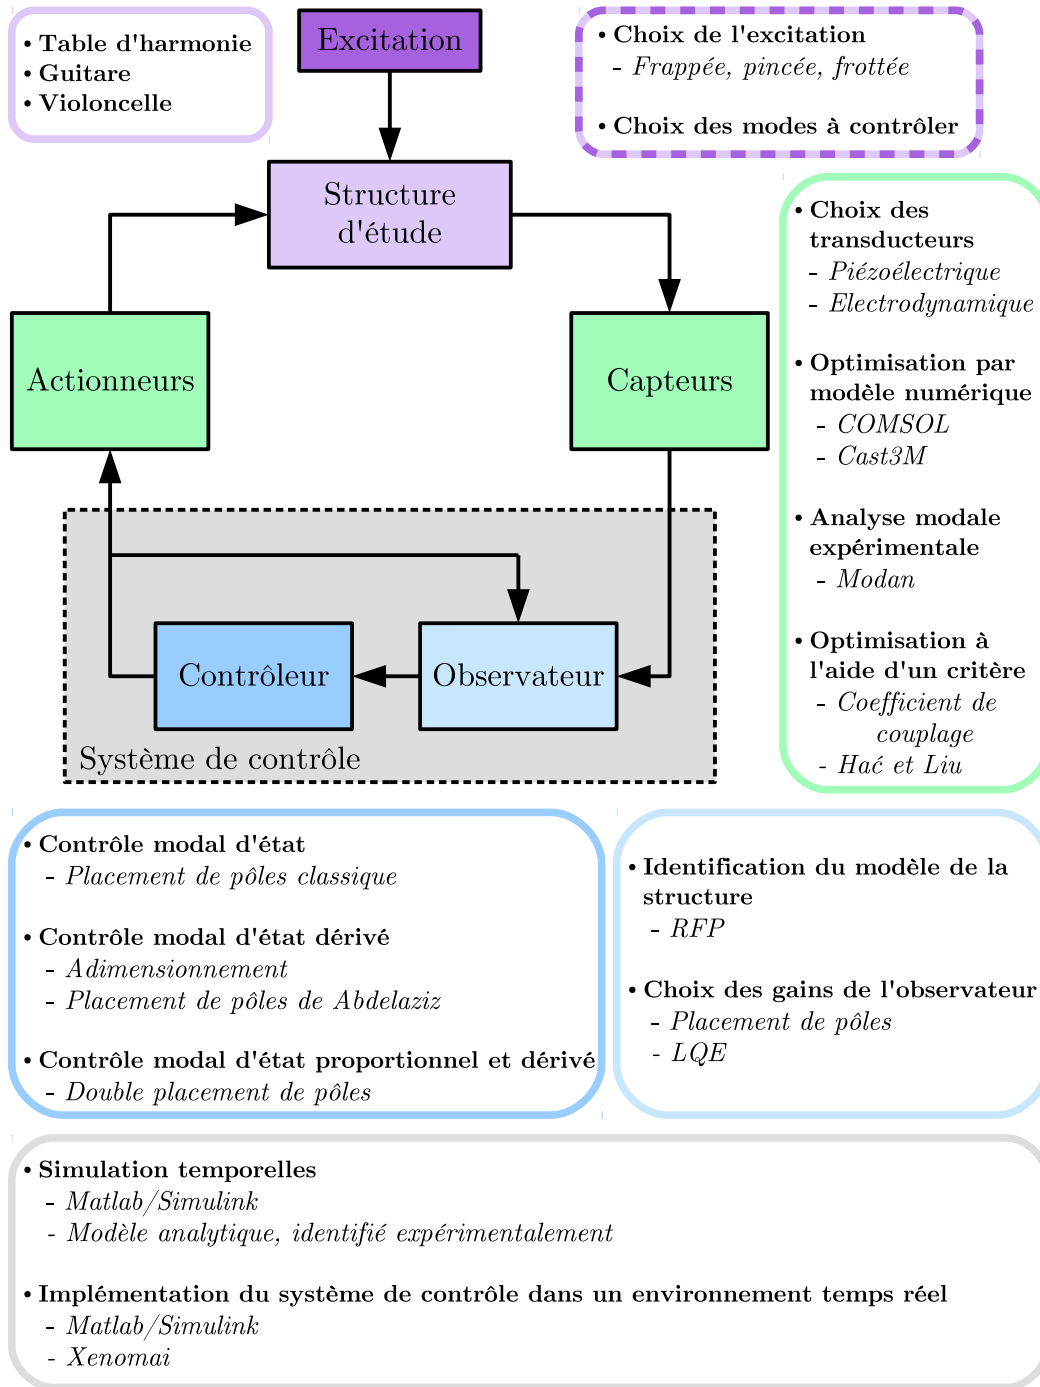 • Table d'harmonie
• Guitare
• Violoncelle
Excitation
• Choix de l'excitation
- Frappée, pincée, frottée
• Choix des modes à contrôler
Structure
d'étude
Actionneurs
Capteurs
• Choix des
transducteurs
- Piézoélectrique
- Electrodynamique
• Optimisation par
modèle numérique
- COMSOL
- Cast3M
• Analyse modale
expérimentale
- Modan
• Optimisation à
l'aide d'un critère
- Coefficient de
couplage
- Hać et Liu
Contrôleur
Observateur
Système de contrôle
• Contrôle modal d'état
- Placement de pôles classique
• Contrôle modal d'état dérivé
- Adimensionnement
- Placement de pôles de Abdelaziz
• Contrôle modal d'état proportionnel et dérivé
- Double placement de pôles
• Identification du modèle de la
structure
- RFP
• Choix des gains de l'observateur
- Placement de pôles
- LQE
• Simulation temporelles
- Matlab/Simulink
- Modèle analytique, identifié expérimentalement
• Implémentation du système de contrôle dans un environnement temps réel
- Matlab/Simulink
- Xenomai